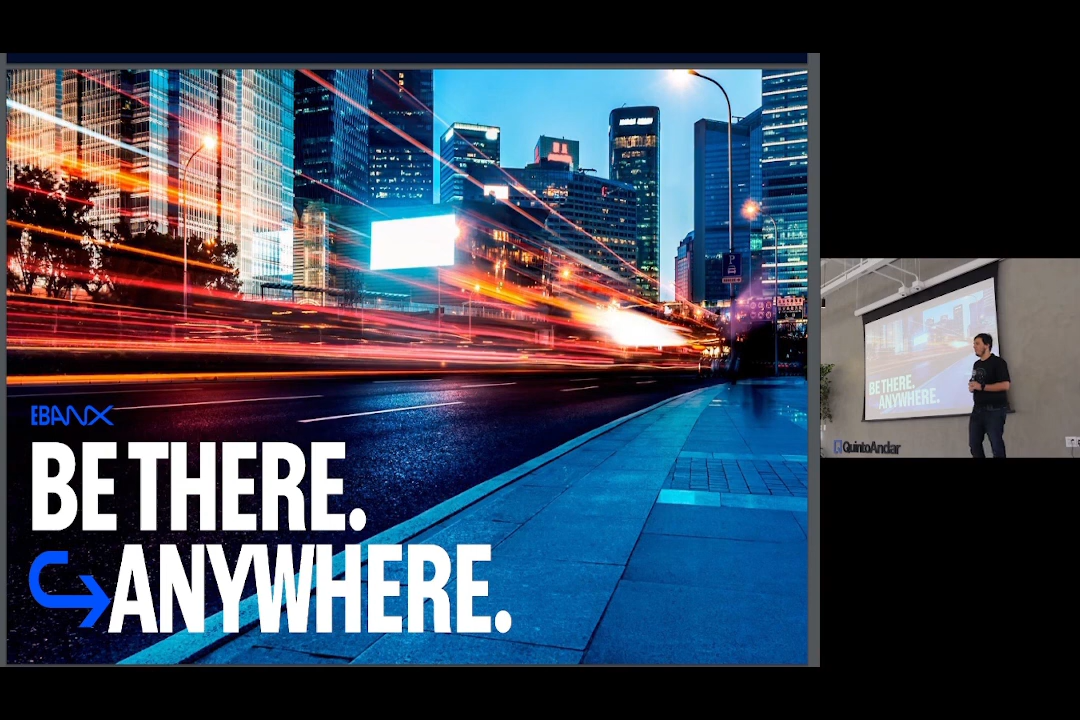 EBANX
BE THERE.
ANYWHERE.
P
BE THERE.
ANYWHERE.
QuintoAndar